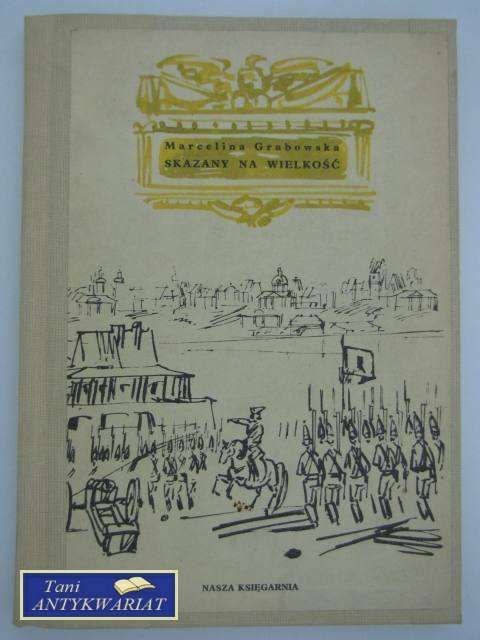 Marcelina Grabowska
SKAZANY NA WIELKOŚĆ
NASZA KSIĘGARNIA
Tani
ANTYKWARIAT